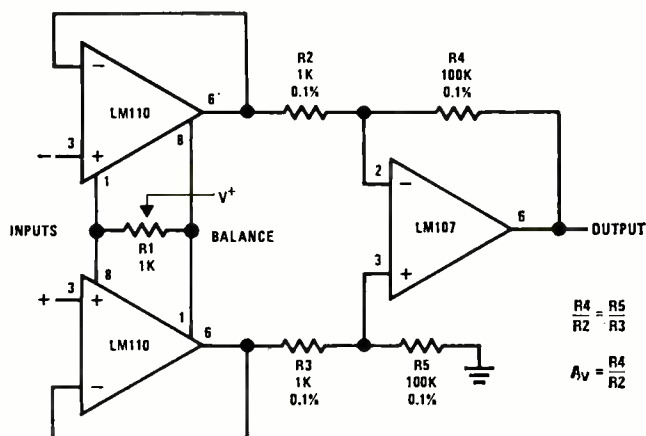 R2
1K
0.1%
R4
100K
0.1%
−
LM110
6
8
3
+
1
−
V+
INPUTS
R1
1K
BALANCE
2
−
LM107
6
OUTPUT
3
+
8
+
3
+
LM110
1
6
−
R3
1K
0.1%
R5
100K
0.1%
R4/R2 = R5/R3
AV = R4/R2